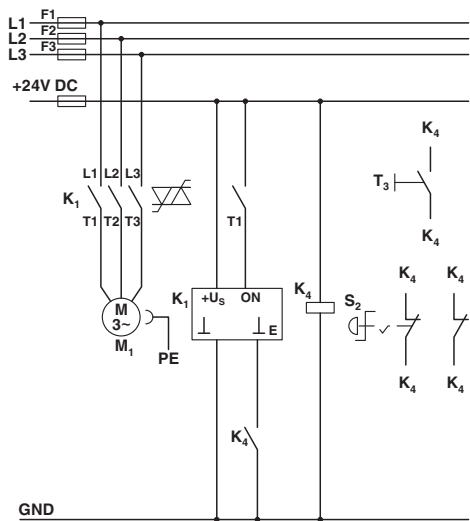 L1 F1
L2 F2
L3 F3
+24V DC
L1 L2 L3
K1
T1 T2 T3
T1
K4
T3
K4
M
3~
M1
PE
K1 +US ON
E
K4
K4
S2
K4 K4
K4 K4
GND